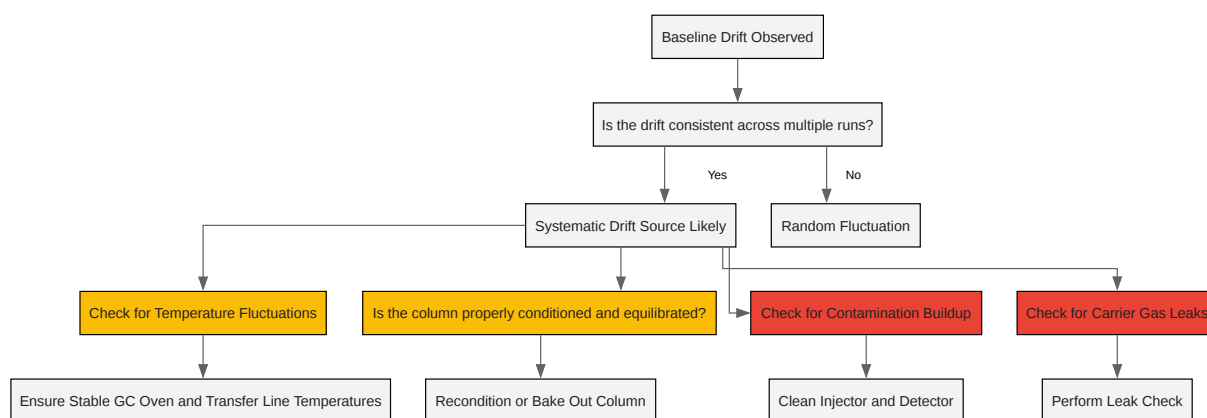 Baseline Drift Observed
Is the drift consistent across multiple runs?
Yes
No
Systematic Drift Source Likely
Random Fluctuation
Check for Temperature Fluctuations
Is the column properly conditioned and equilibrated?
Check for Contamination Buildup
Check for Carrier Gas Leaks
Ensure Stable GC Oven and Transfer Line Temperatures
Recondition or Bake Out Column
Clean Injector and Detector
Perform Leak Check